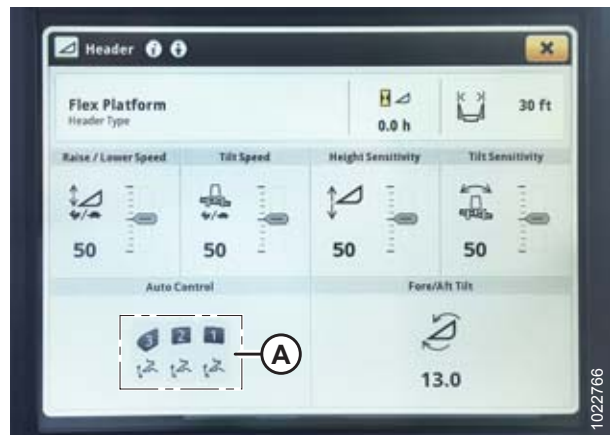 Header
Flex Platform
Header Type
0.0 h
30 ft
Raise / Lower Speed
Tilt Speed
Height Sensitivity
Tilt Sensitivity
50
50
50
50
Auto Control
Fore/Aft Tilt
3 2 1
A
13.0
1022766